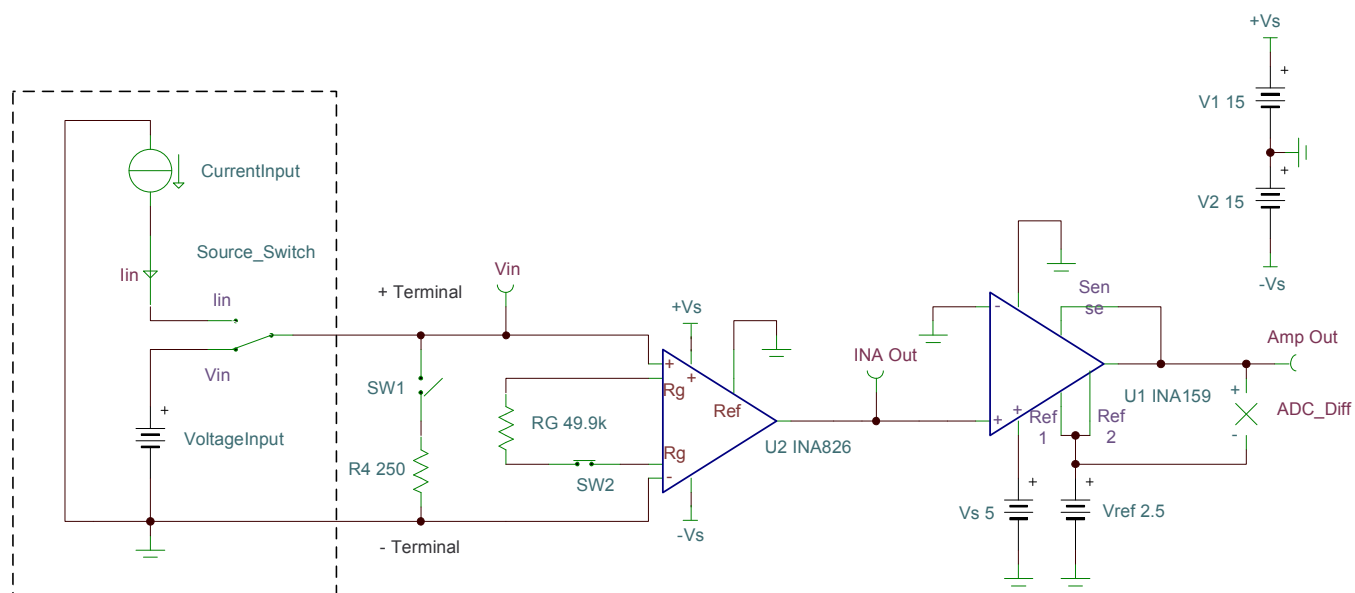 +Vs
+
V1 15
+
V2 15
-Vs
CurrentInput
Source_Switch
Iin
Iin
Vin
+
VoltageInput
+ Terminal
Vin
SW1
R4 250
- Terminal
RG 49.9k
SW2
+Vs
+
+
Rg
Ref
Rg
-
-Vs
U2 INA826
INA Out
-
Sen
se
+
+
Ref
1
Ref
2
U1 INA159
Amp Out
+
ADC_Diff
-
+
Vs 5
+
Vref 2.5